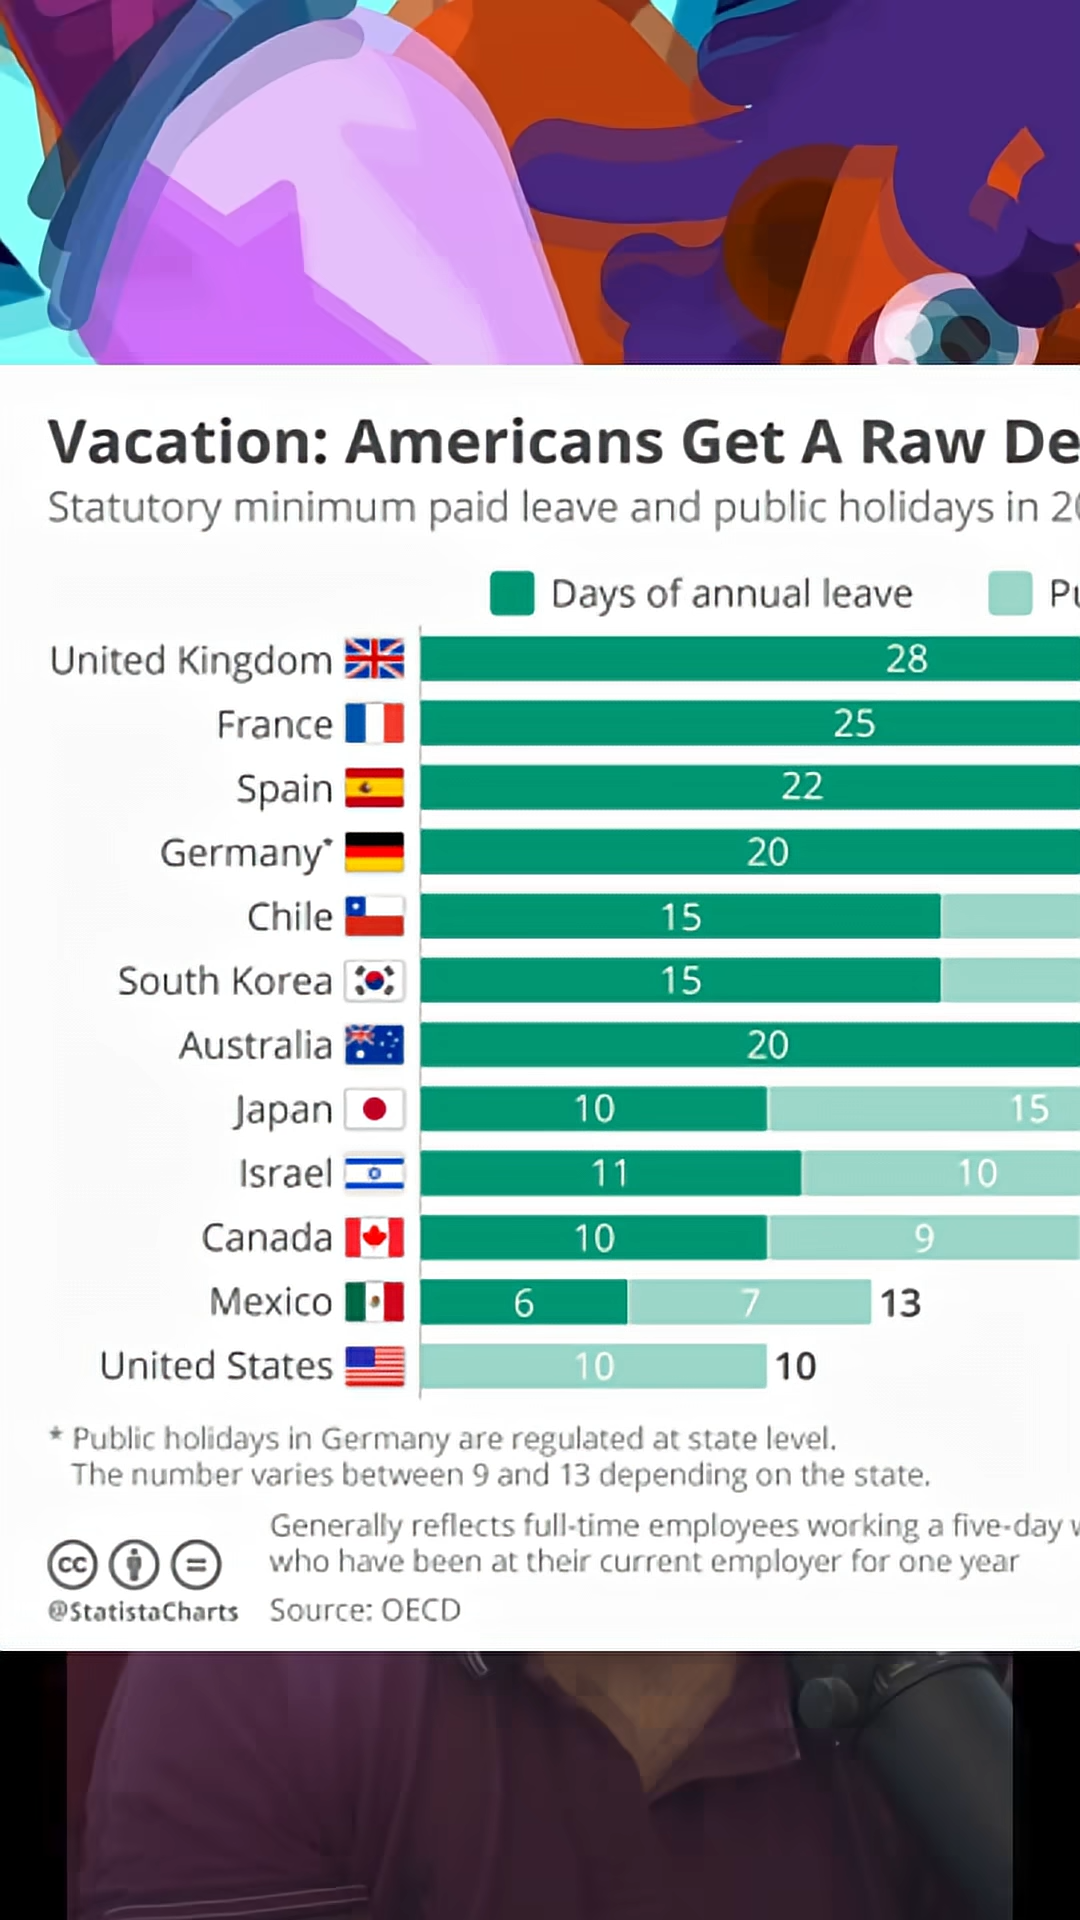 Vacation: Americans Get A Raw De
Statutory minimum paid leave and public holidays in 20
Days of annual leave Pu
United Kingdom 28
France 25
Spain 22
Germany* 20
Chile 15
South Korea 15
Australia 20
Japan 10 15
Israel 11 10
Canada 10 9
Mexico 6 7 13
United States 10 10
* Public holidays in Germany are regulated at state level.
The number varies between 9 and 13 depending on the state.
Generally reflects full-time employees working a five-day w
who have been at their current employer for one year
cc
@StatistaCharts Source: OECD